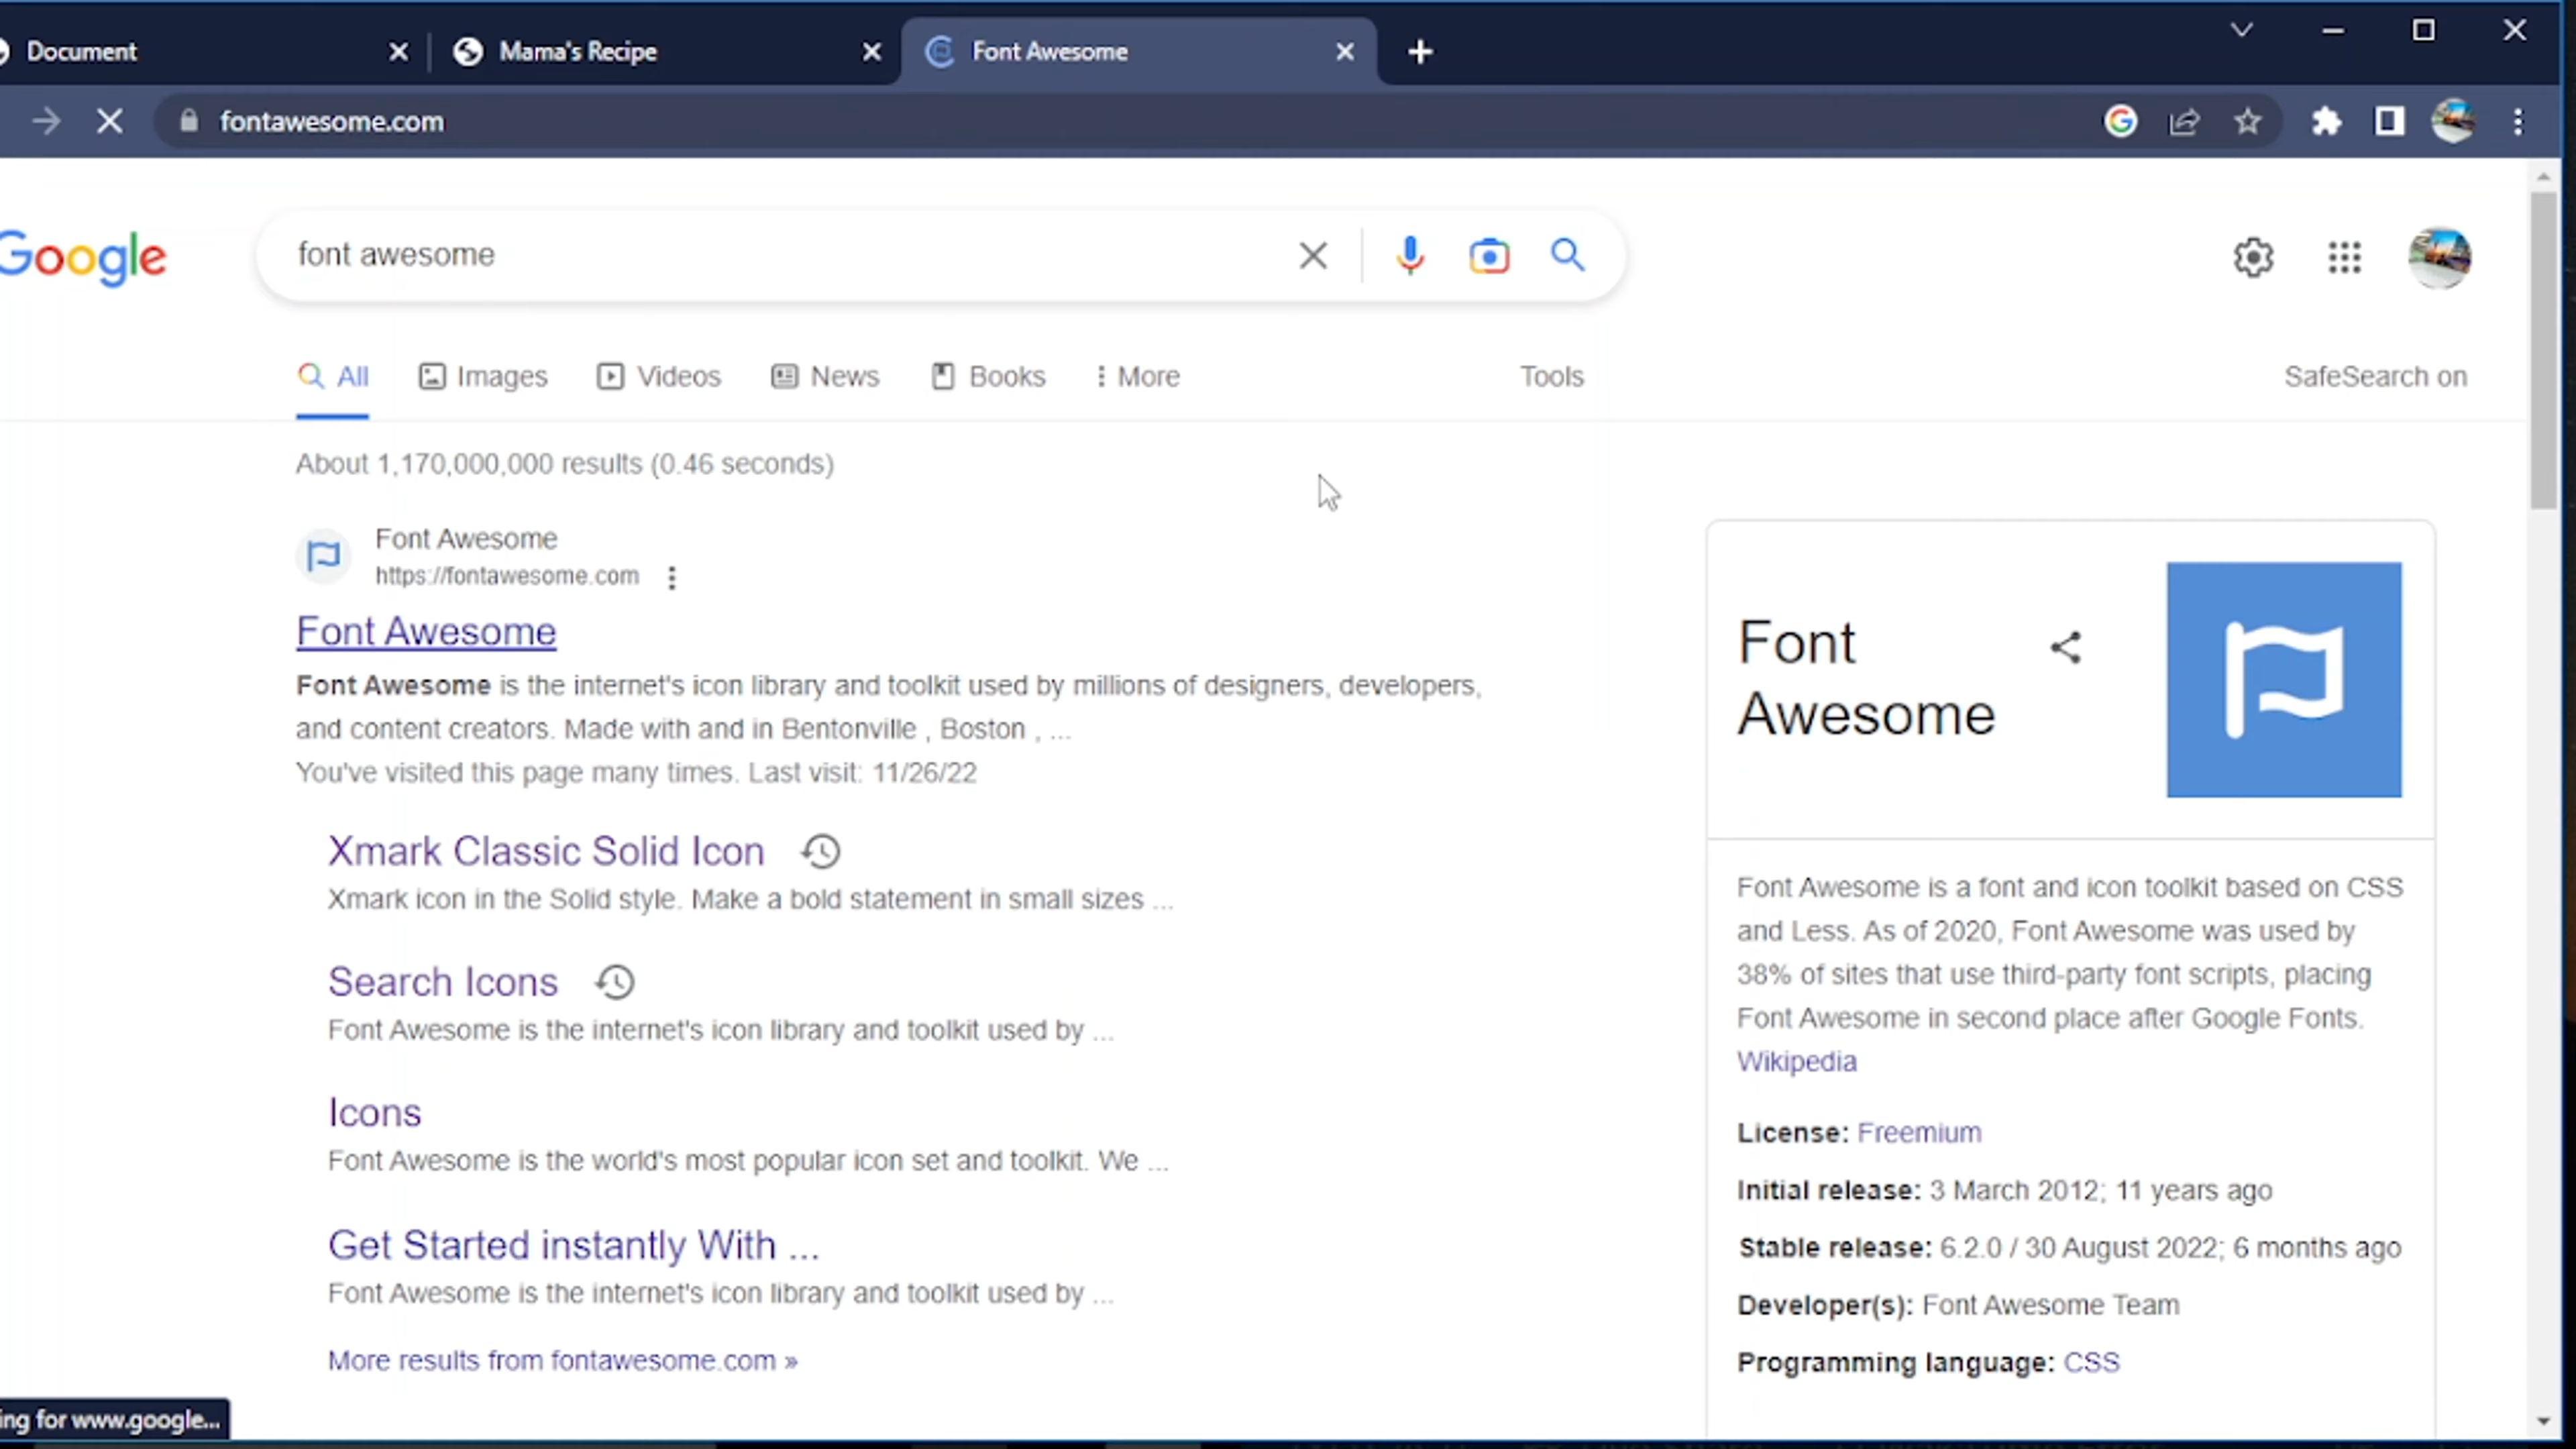 Document
Mama's Recipe
Font Awesome
fontawesome.com
Google
font awesome
All
Images
Videos
News
Books
More
Tools
SafeSearch on
About 1,170,000,000 results (0.46 seconds)
Font Awesome
https://fontawesome.com
Font Awesome
Font Awesome is the internet's icon library and toolkit used by millions of designers, developers,
and content creators. Made with and in Bentonville , Boston , ...
You've visited this page many times. Last visit: 11/26/22
Xmark Classic Solid Icon
Xmark icon in the Solid style. Make a bold statement in small sizes ...
Search Icons
Font Awesome is the internet's icon library and toolkit used by ...
Icons
Font Awesome is the world's most popular icon set and toolkit. We ...
Get Started instantly With ...
Font Awesome is the internet's icon library and toolkit used by ...
More results from fontawesome.com »
Font
Awesome
Font Awesome is a font and icon toolkit based on CSS
and Less. As of 2020, Font Awesome was used by
38% of sites that use third-party font scripts, placing
Font Awesome in second place after Google Fonts.
Wikipedia
License: Freemium
Initial release: 3 March 2012; 11 years ago
Stable release: 6.2.0 / 30 August 2022; 6 months ago
Developer(s): Font Awesome Team
Programming language: CSS
ing for www.google...